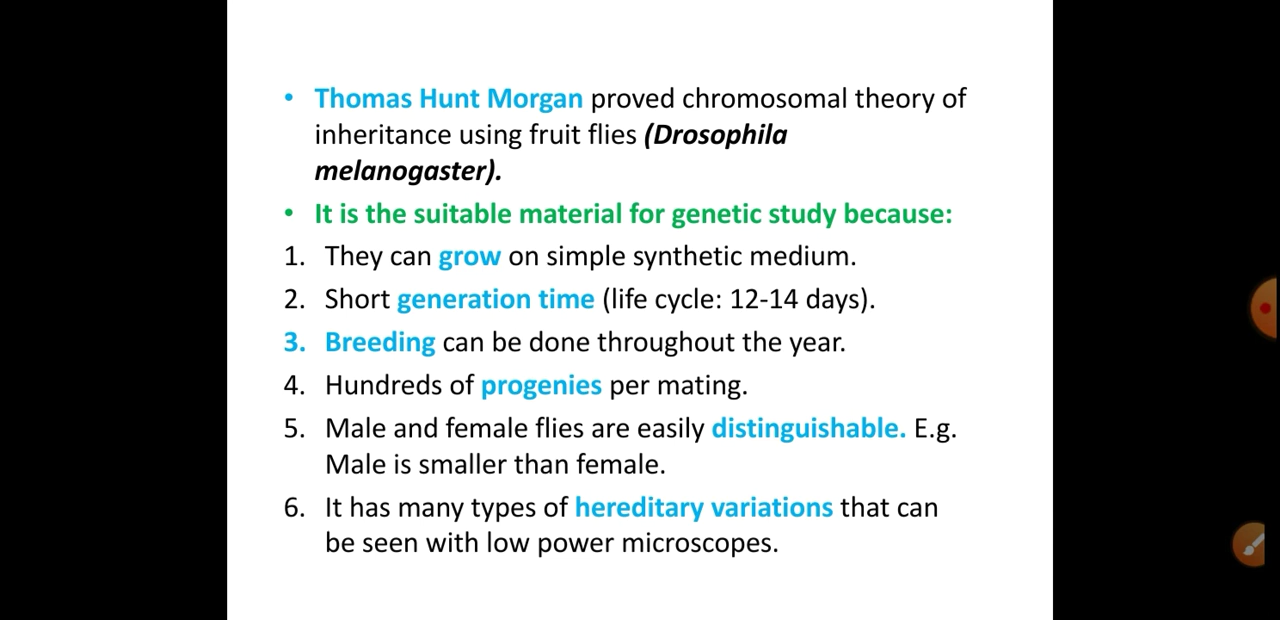 • Thomas Hunt Morgan proved chromosomal theory of
inheritance using fruit flies (Drosophila
melanogaster).
• It is the suitable material for genetic study because:
1. They can grow on simple synthetic medium.
2. Short generation time (life cycle: 12-14 days).
3. Breeding can be done throughout the year.
4. Hundreds of progenies per mating.
5. Male and female flies are easily distinguishable. E.g.
Male is smaller than female.
6. It has many types of hereditary variations that can
be seen with low power microscopes.